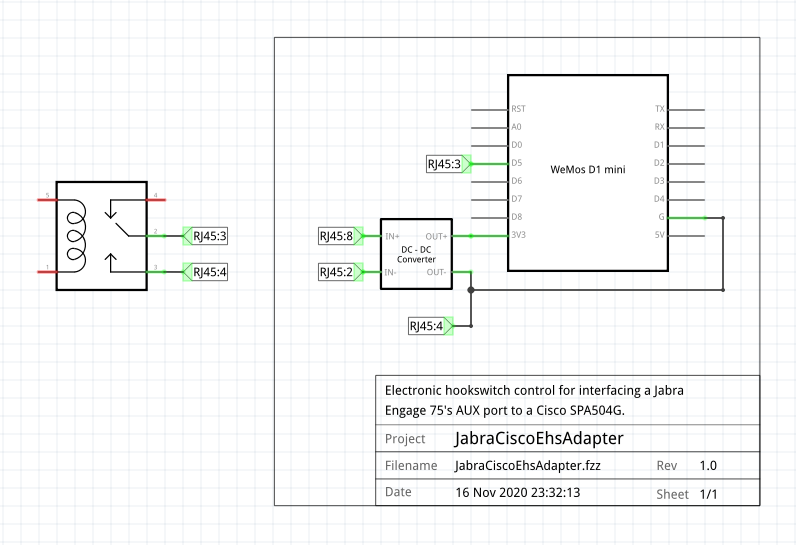 RST
TX
A0
RX
D0
D1
RJ45:3
D5
WeMos D1 mini
D2
D6
D3
5
4
D7
D4
D8
G
2
RJ45:3
RJ45:8
IN+
OUT+
3V3
5V
DC - DC
Converter
1
3
RJ45:4
RJ45:2
IN-
OUT-
RJ45:4
Electronic hookswitch control for interfacing a Jabra
Engage 75's AUX port to a Cisco SPA504G.
Project JabraCiscoEhsAdapter
Filename JabraCiscoEhsAdapter.fzz Rev 1.0
Date 16 Nov 2020 23:32:13 Sheet 1/1